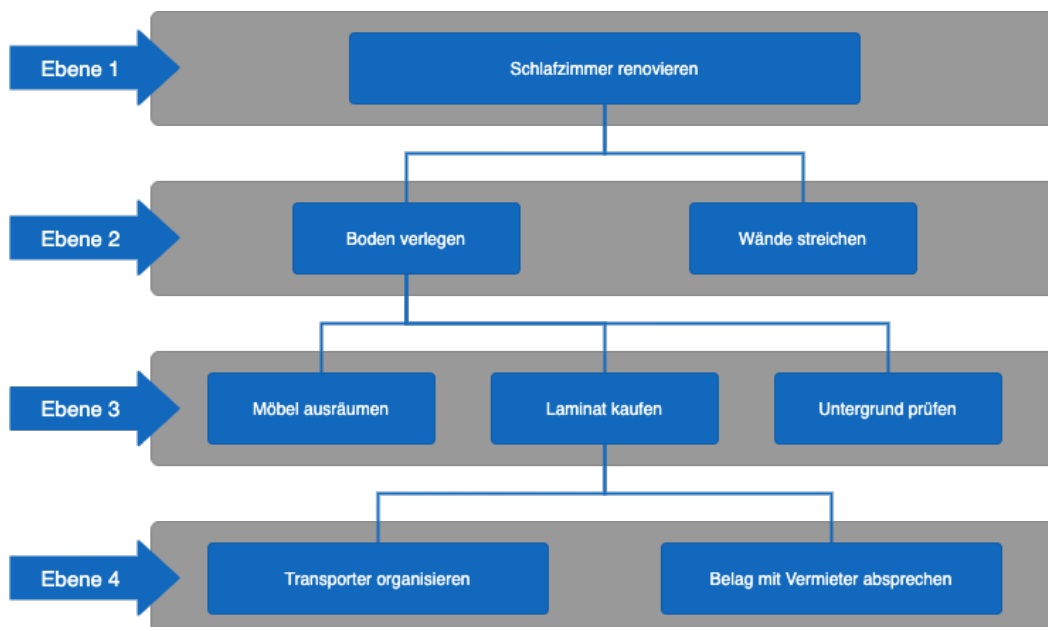 Ebene 1
Schlafzimmer renovieren
Ebene 2
Boden verlegen
Wände streichen
Ebene 3
Möbel ausräumen
Laminat kaufen
Untergrund prüfen
Ebene 4
Transporter organisieren
Belag mit Vermieter absprechen